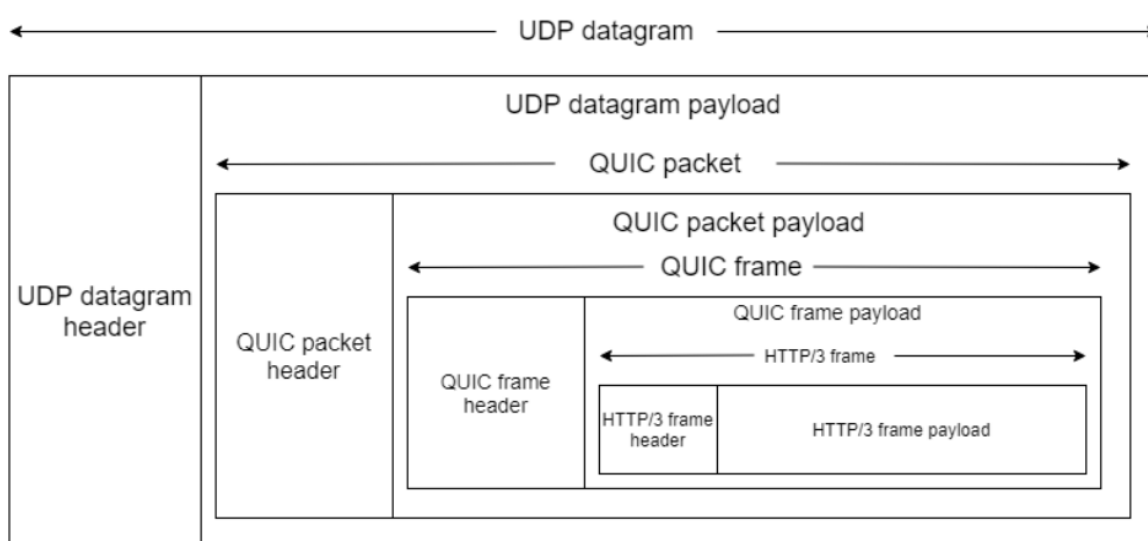 UDP datagram
UDP datagram payload
QUIC packet
QUIC packet payload
QUIC frame
UDP datagram
header
QUIC frame payload
QUIC packet
header
HTTP/3 frame
QUIC frame
header
HTTP/3 frame
header
HTTP/3 frame payload